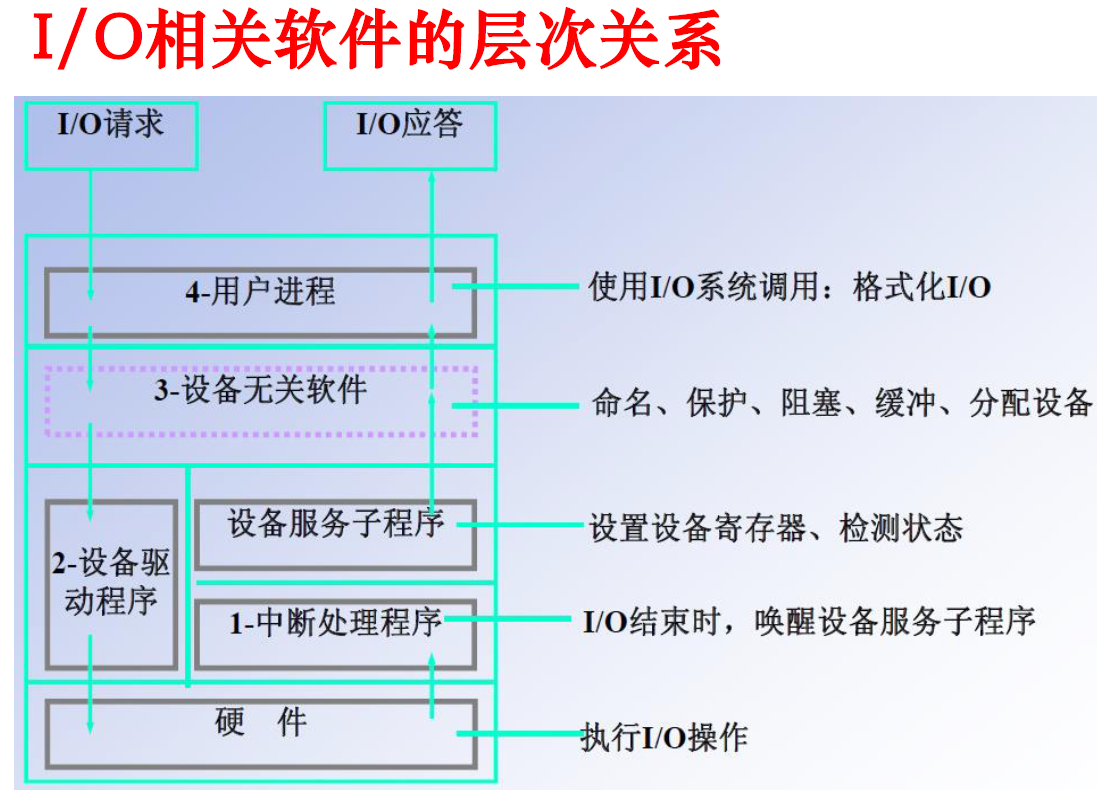 I/O相关软件的层次关系
I/O请求
I/O应答
4-用户进程
使用I/O系统调用：格式化I/O
3-设备无关软件
命名、保护、阻塞、缓冲、分配设备
设备服务子程序
设置设备寄存器、检测状态
2-设备驱
动程序
1-中断处理程序
I/O结束时，唤醒设备服务子程序
硬 件
执行I/O操作